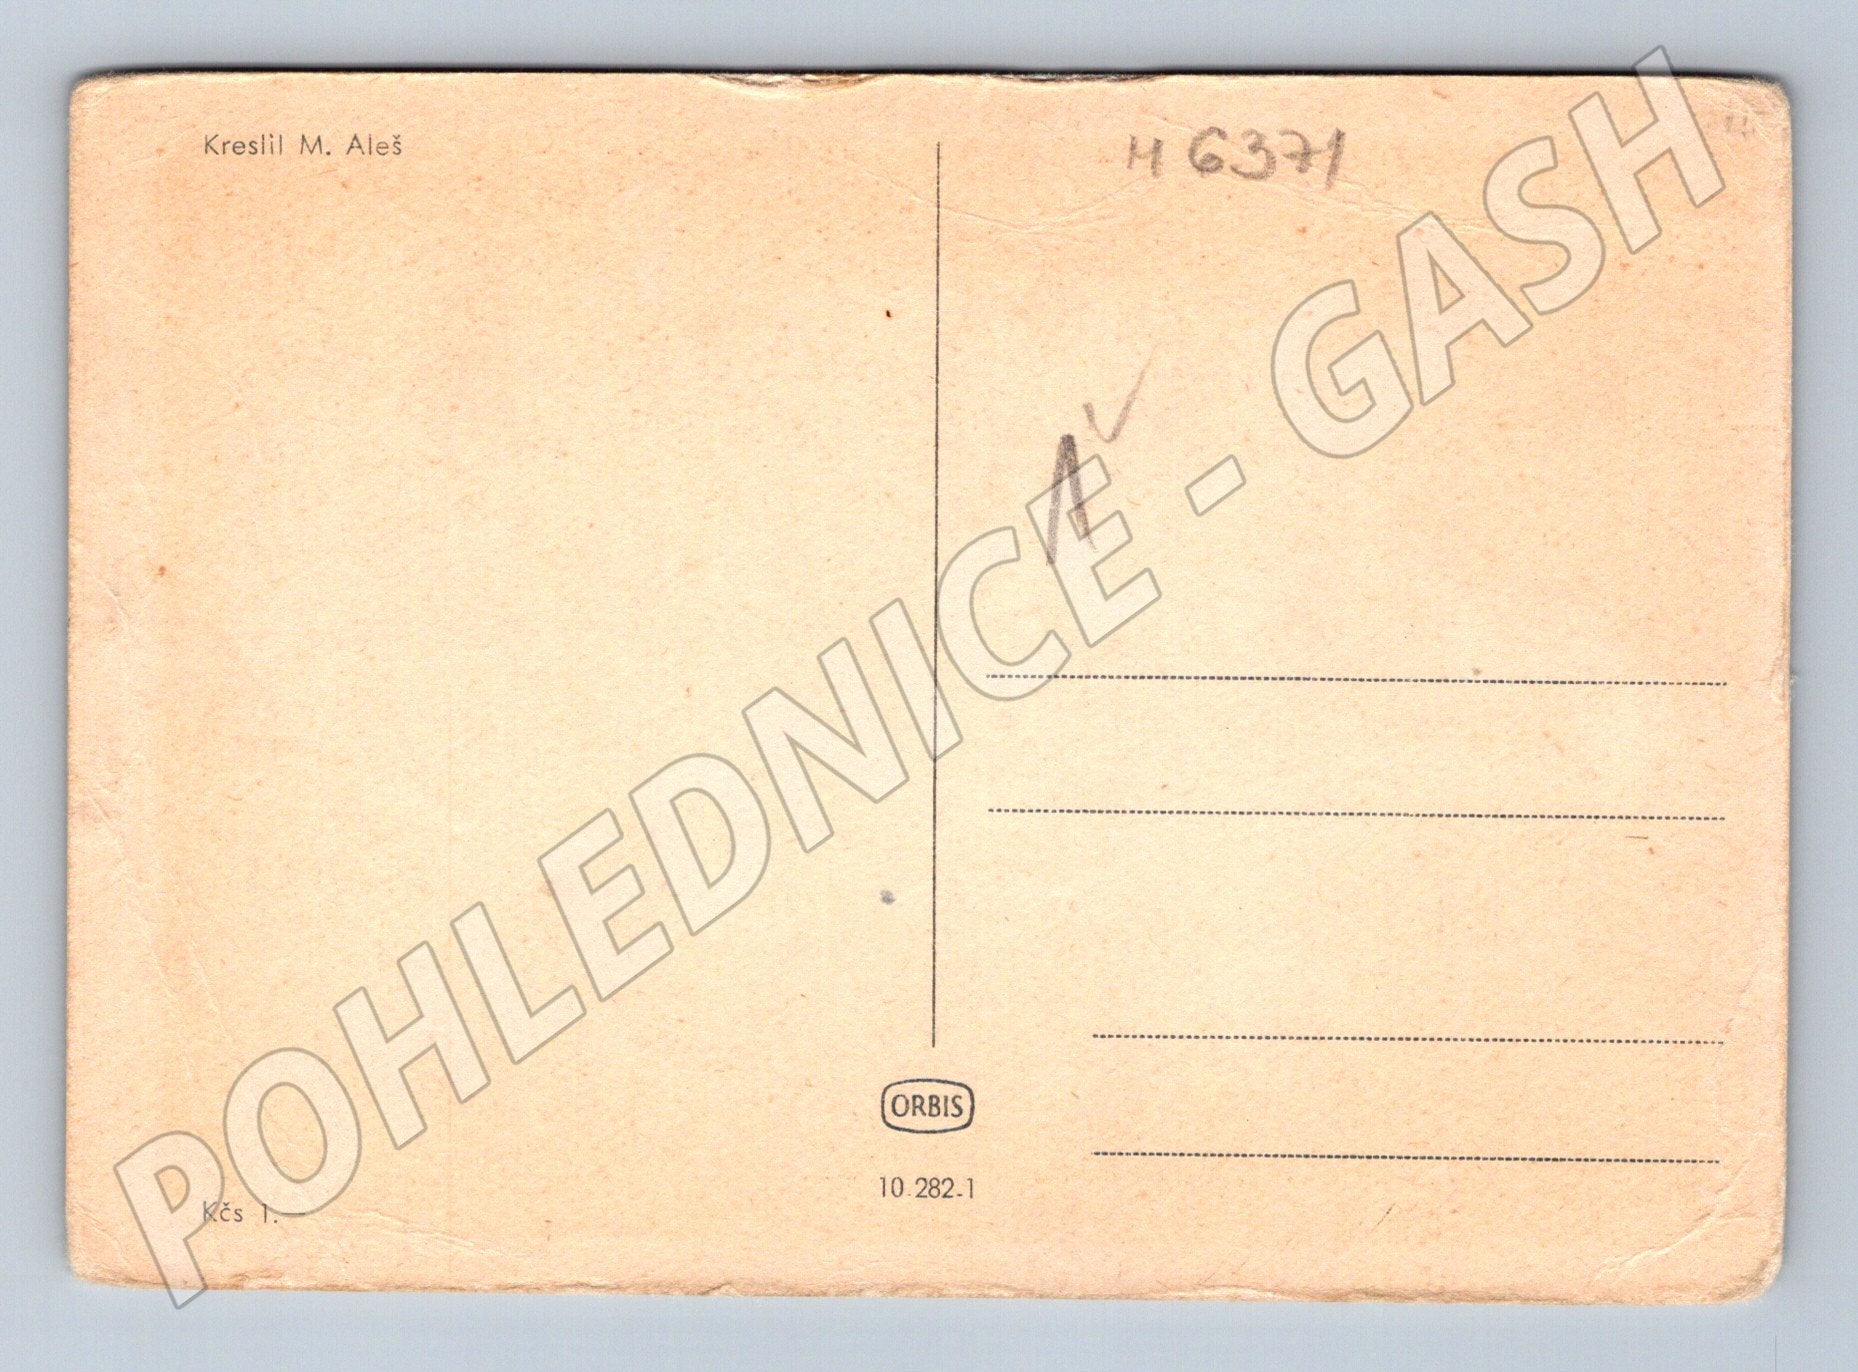 Kreslil M. Aleš
H 6371
1
POHLEDNICE - GASH
ORBIS
10.282-1
Kčs 1.—